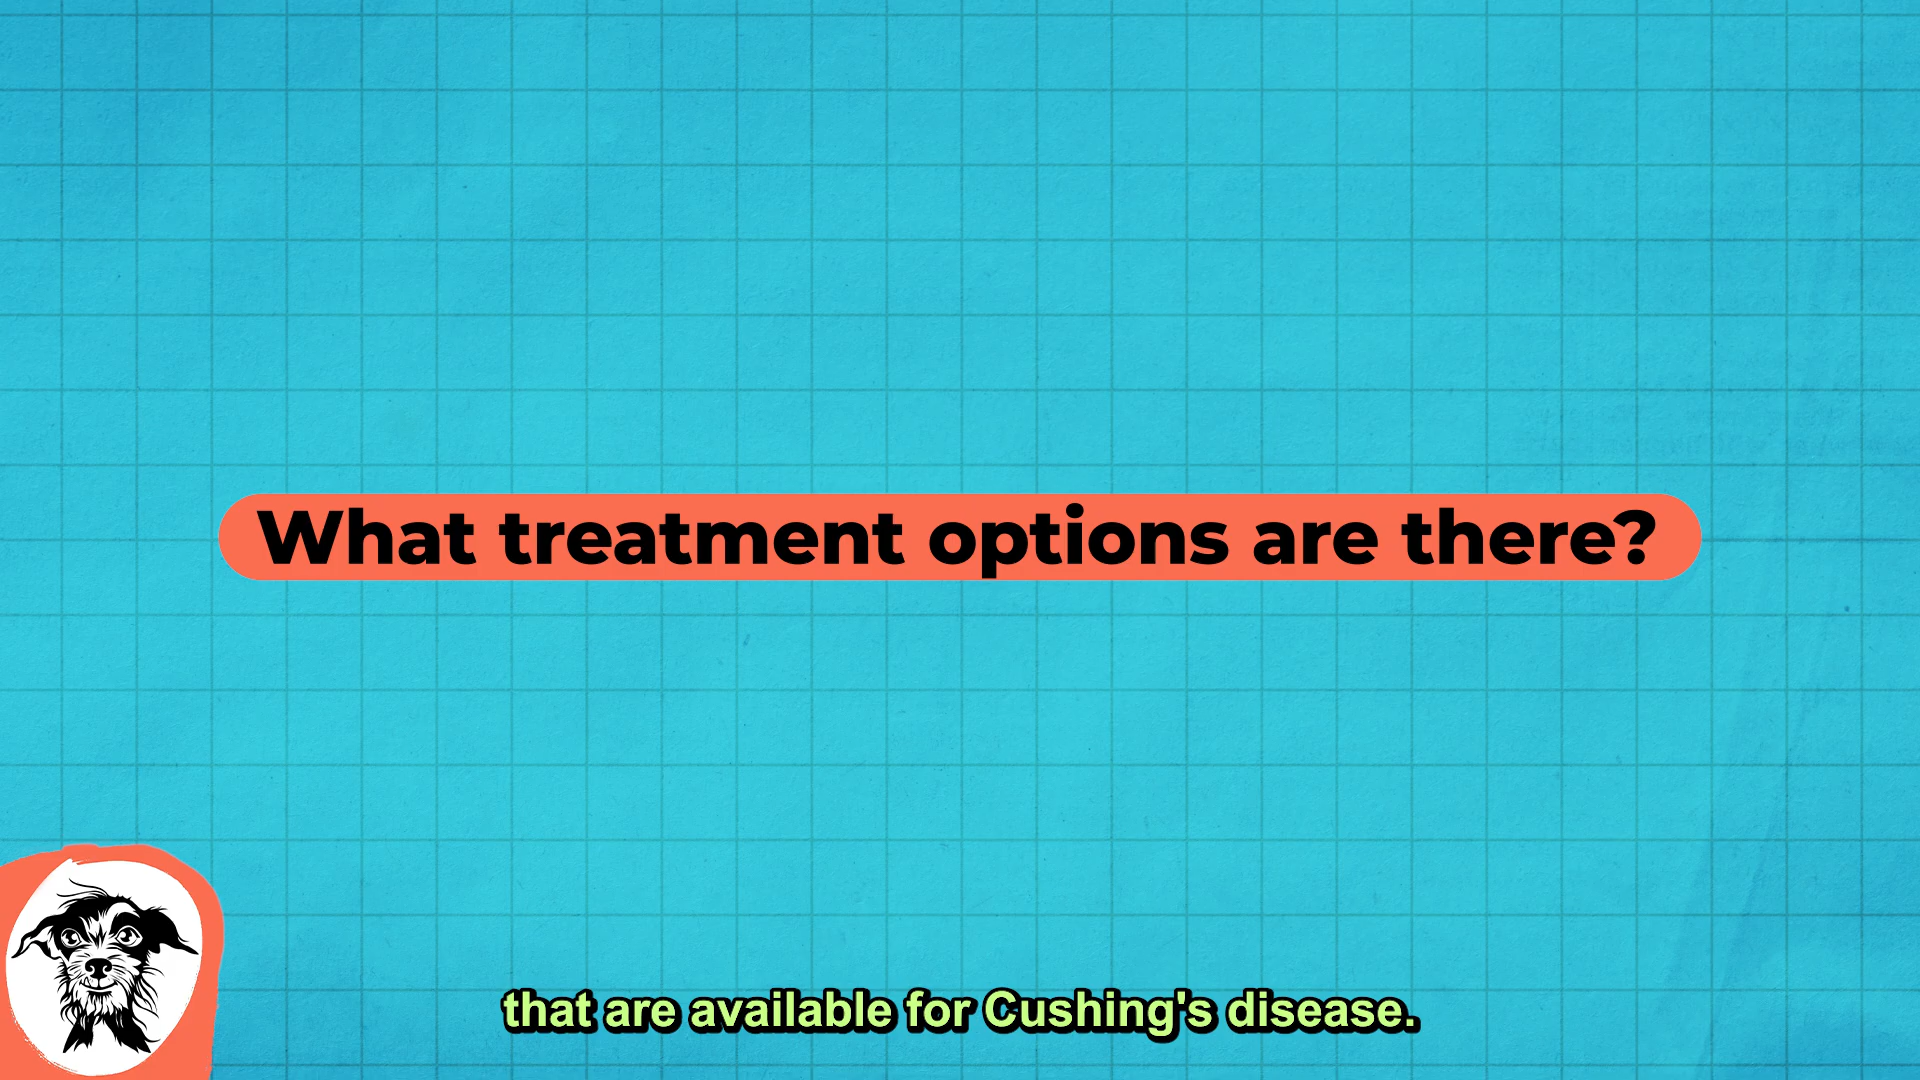 What treatment options are there?
that are available for Cushing's disease.